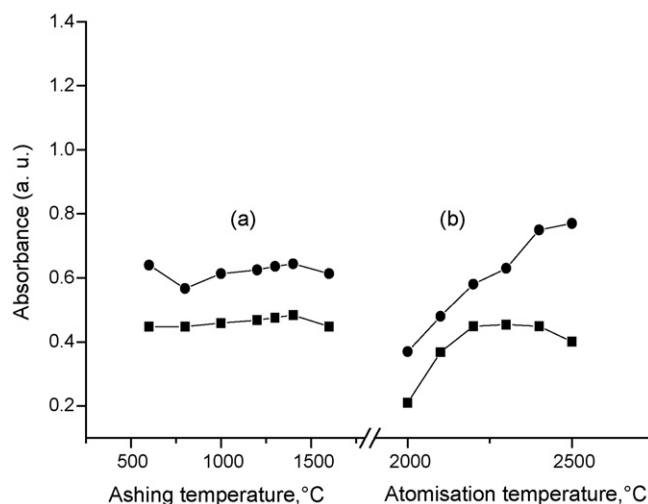 1.4
1.2
1.0
0.8
0.6
0.4
0.2
Absorbance (a. u.)
(a)
(b)
500 1000 1500 2000 2500
Ashing temperature,°C Atomisation temperature,°C